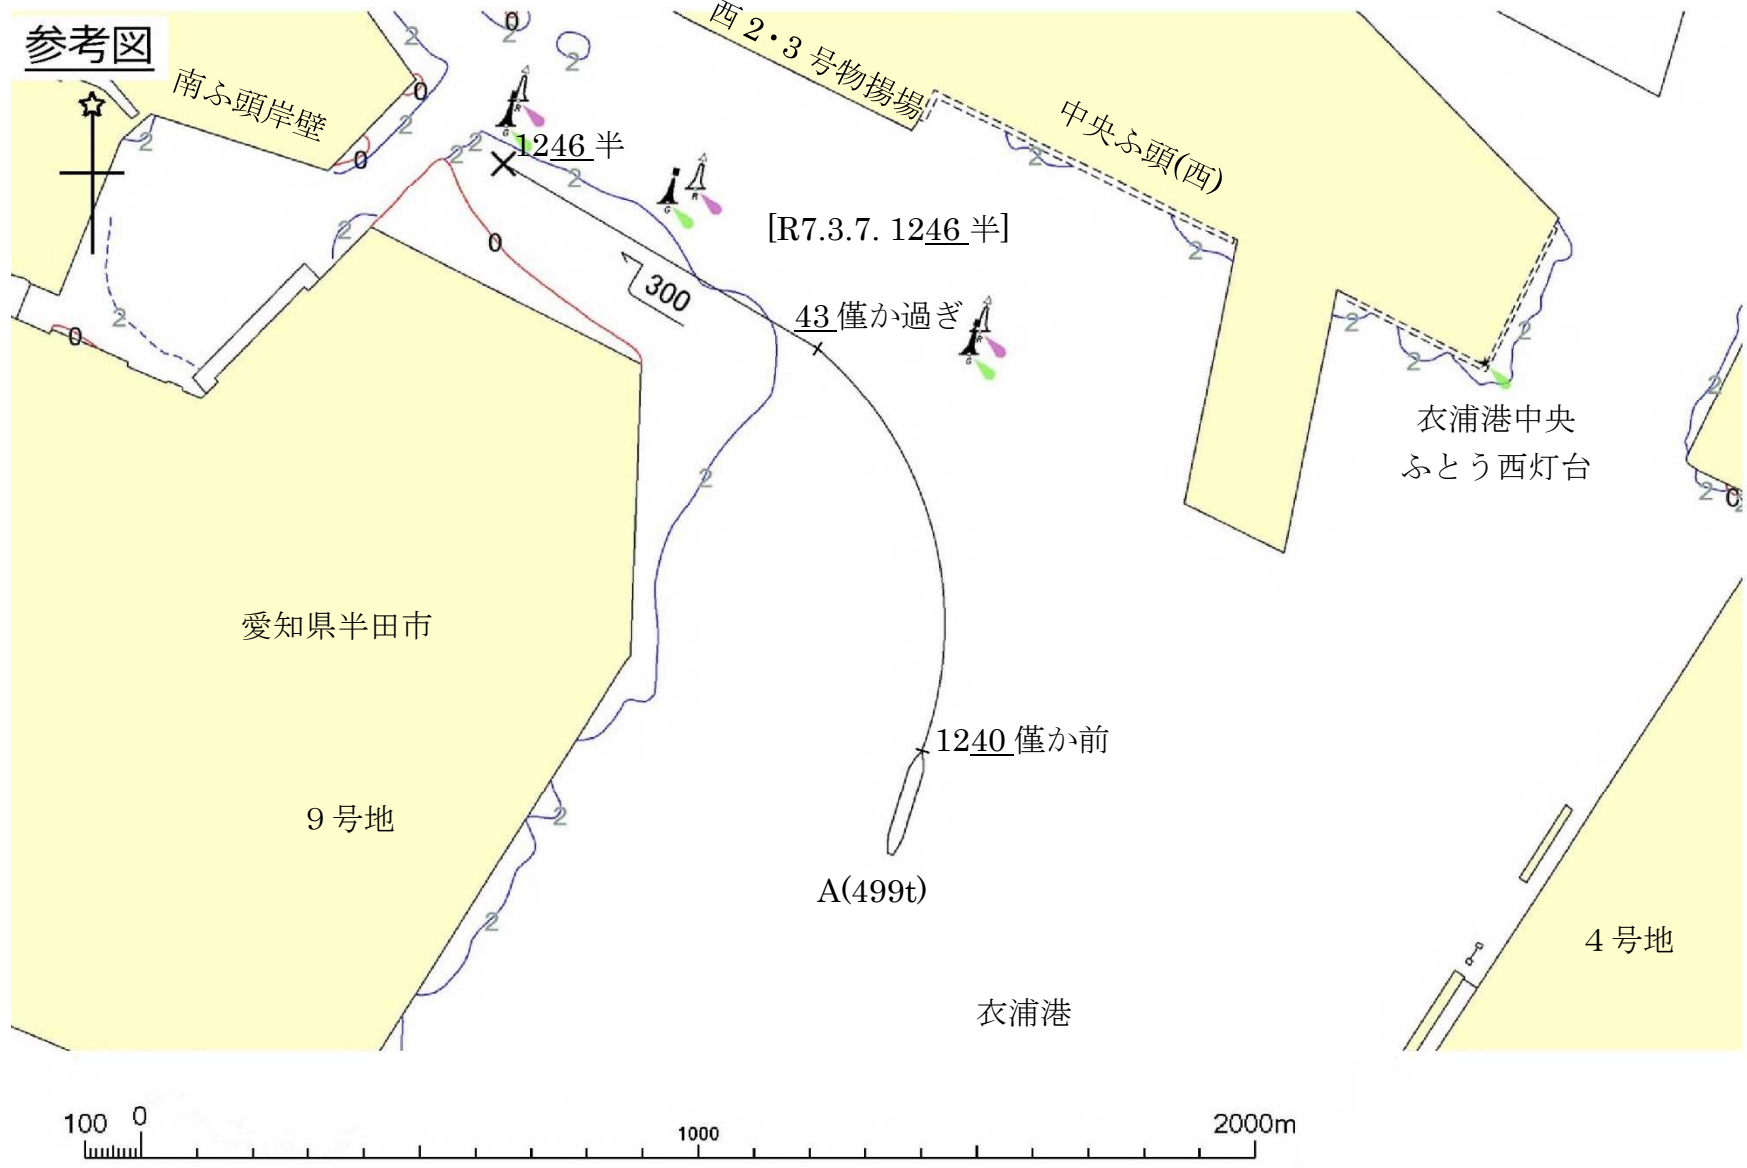 参考図
南ふ頭岸壁
西2・3号物揚場
中央ふ頭(西)
1246半
[R7.3.7. 1246半]
300
43僅か過ぎ
衣浦港中央
ふとう西灯台
愛知県半田市
1240僅か前
9号地
A(499t)
4号地
衣浦港
100 0 1000 2000m